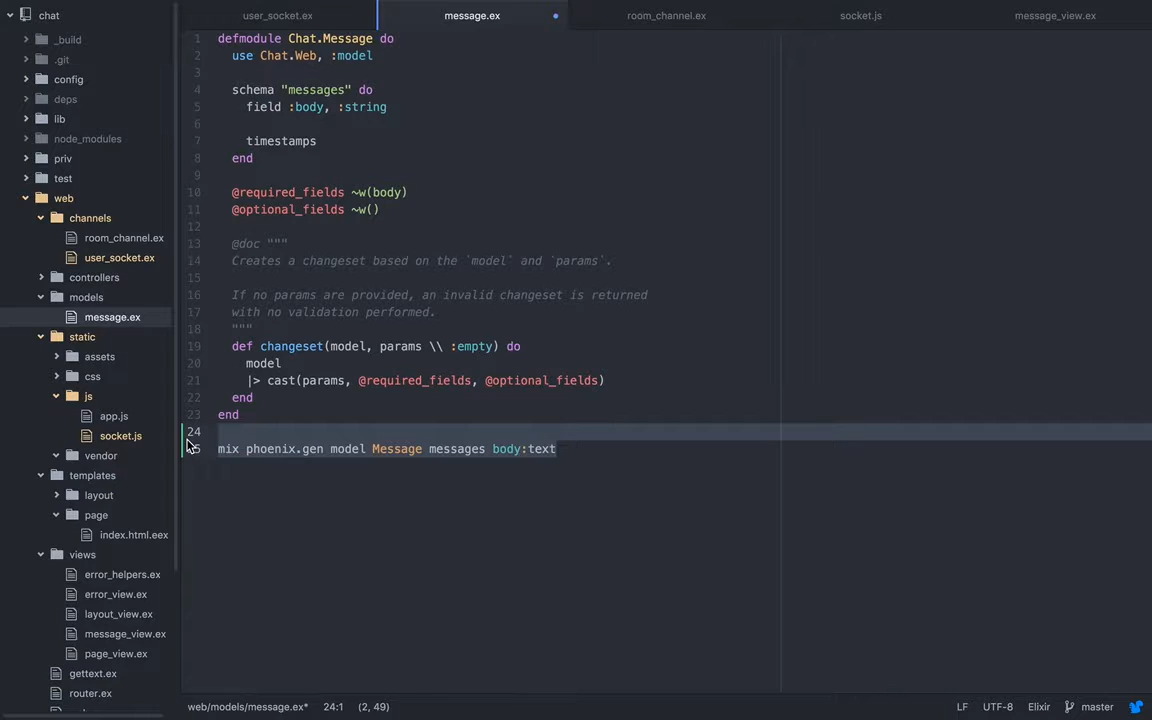 chat
user_socket.ex
message.ex
room_channel.ex
socket.js
message_view.ex
_build
.git
config
deps
lib
node_modules
priv
test
web
channels
room_channel.ex
user_socket.ex
controllers
models
message.ex
static
assets
css
js
app.js
socket.js
vendor
templates
layout
page
index.html.eex
views
error_helpers.ex
error_view.ex
layout_view.ex
message_view.ex
page_view.ex
gettext.ex
router.ex
1 defmodule Chat.Message do
2 use Chat.Web, :model
3
4 schema "messages" do
5 field :body, :string
6
7 timestamps
8 end
9
10 @required_fields ~w(body)
11 @optional_fields ~w()
12
13 @doc """
14 Creates a changeset based on the `model` and `params`.
15
16 If no params are provided, an invalid changeset is returned
17 with no validation performed.
18 """
19 def changeset(model, params \\ :empty) do
20 model
21 |> cast(params, @required_fields, @optional_fields)
22 end
23 end
24
5 mix phoenix.gen model Message messages body:text
web/models/message.ex* 24:1 (2, 49)
LF UTF-8 Elixir master